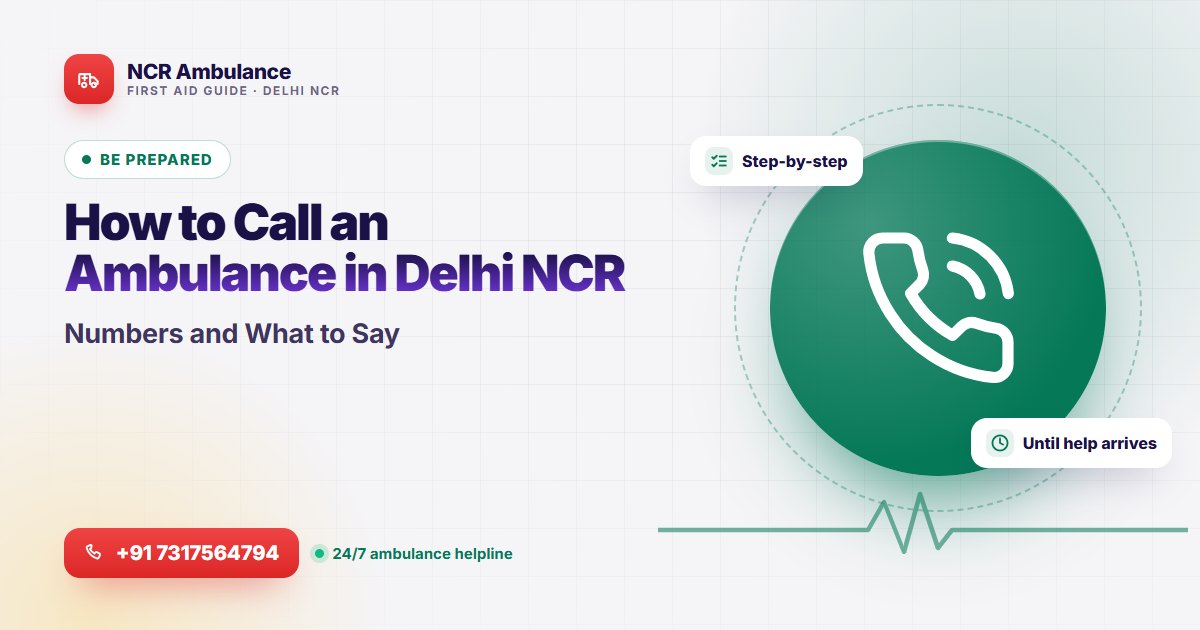 NCR Ambulance
FIRST AID GUIDE · DELHI NCR
BE PREPARED
How to Call an
Ambulance in Delhi NCR
Numbers and What to Say
Step-by-step
Until help arrives
+91 7317564794
24/7 ambulance helpline